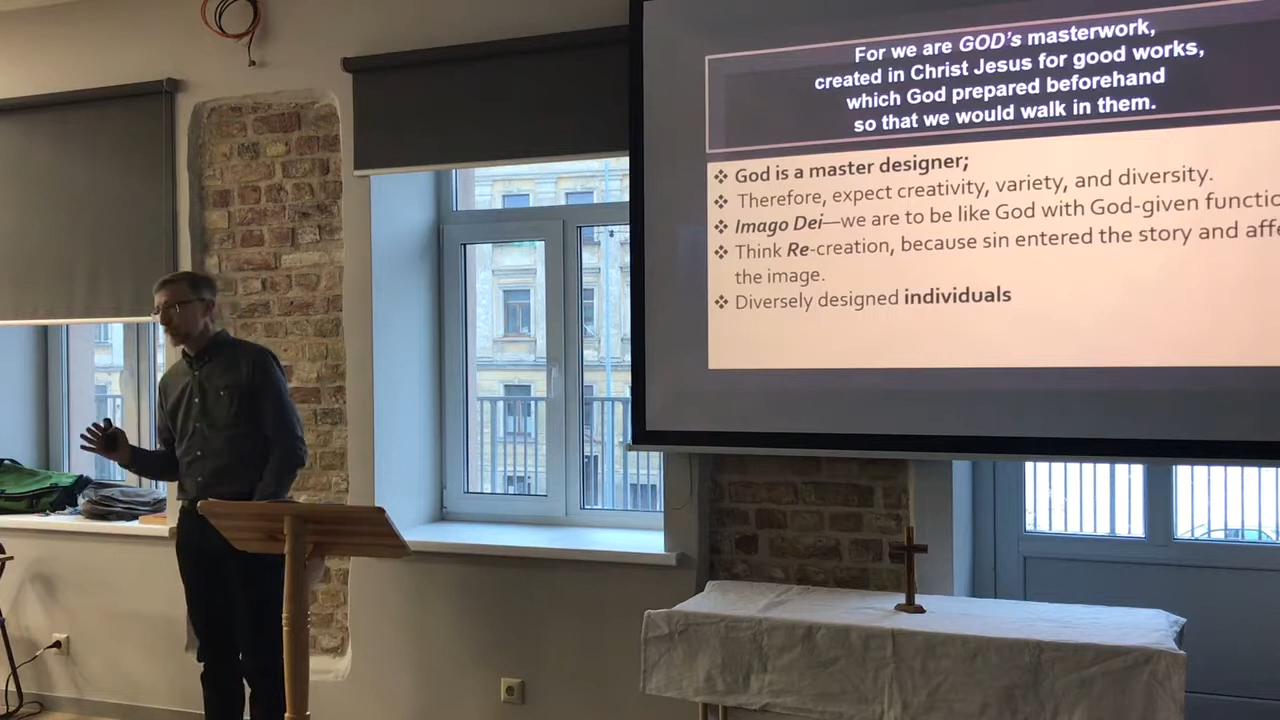 For we are GOD's masterwork,
created in Christ Jesus for good works,
which God prepared beforehand
so that we would walk in them.
❖ God is a master designer;
❖ Therefore, expect creativity, variety, and diversity.
❖ Imago Dei—we are to be like God with God-given functio
❖ Think Re-creation, because sin entered the story and affe
the image.
❖ Diversely designed individuals